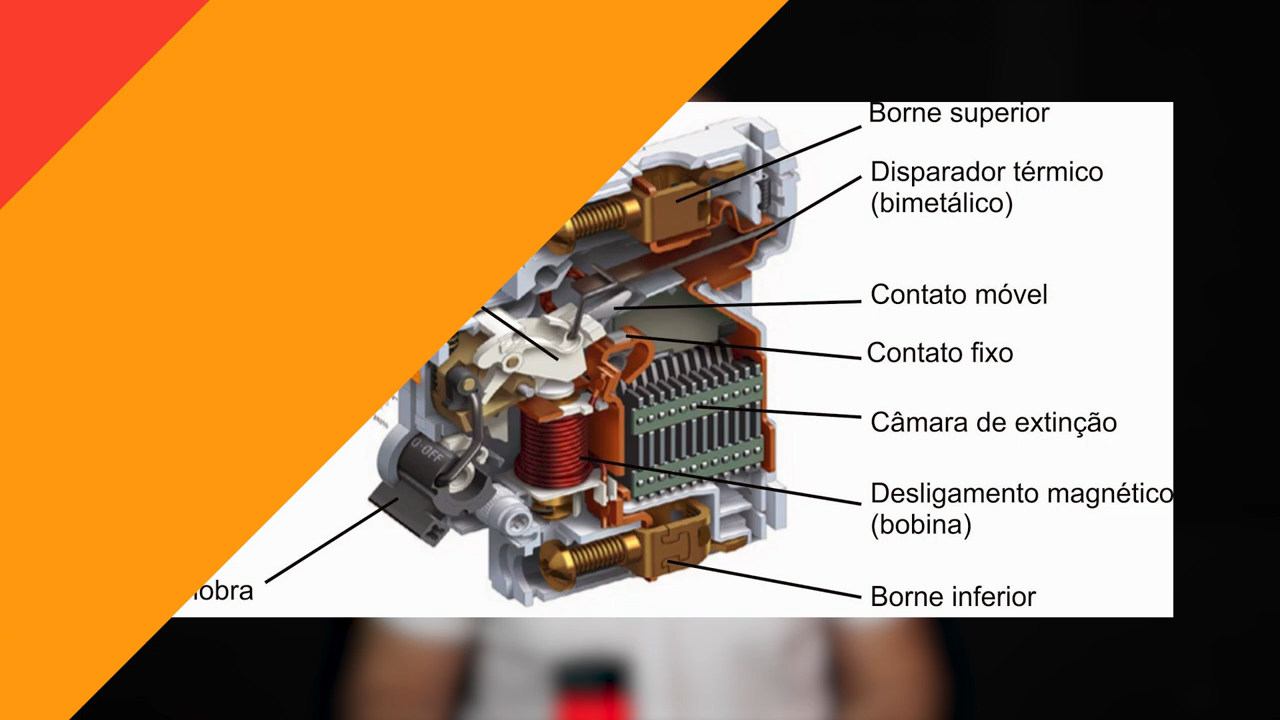 Borne superior
Disparador térmico
(bimetálico)
Contato móvel
Contato fixo
Câmara de extinção
O-OFF
Desligamento magnético
(bobina)
Borne inferior